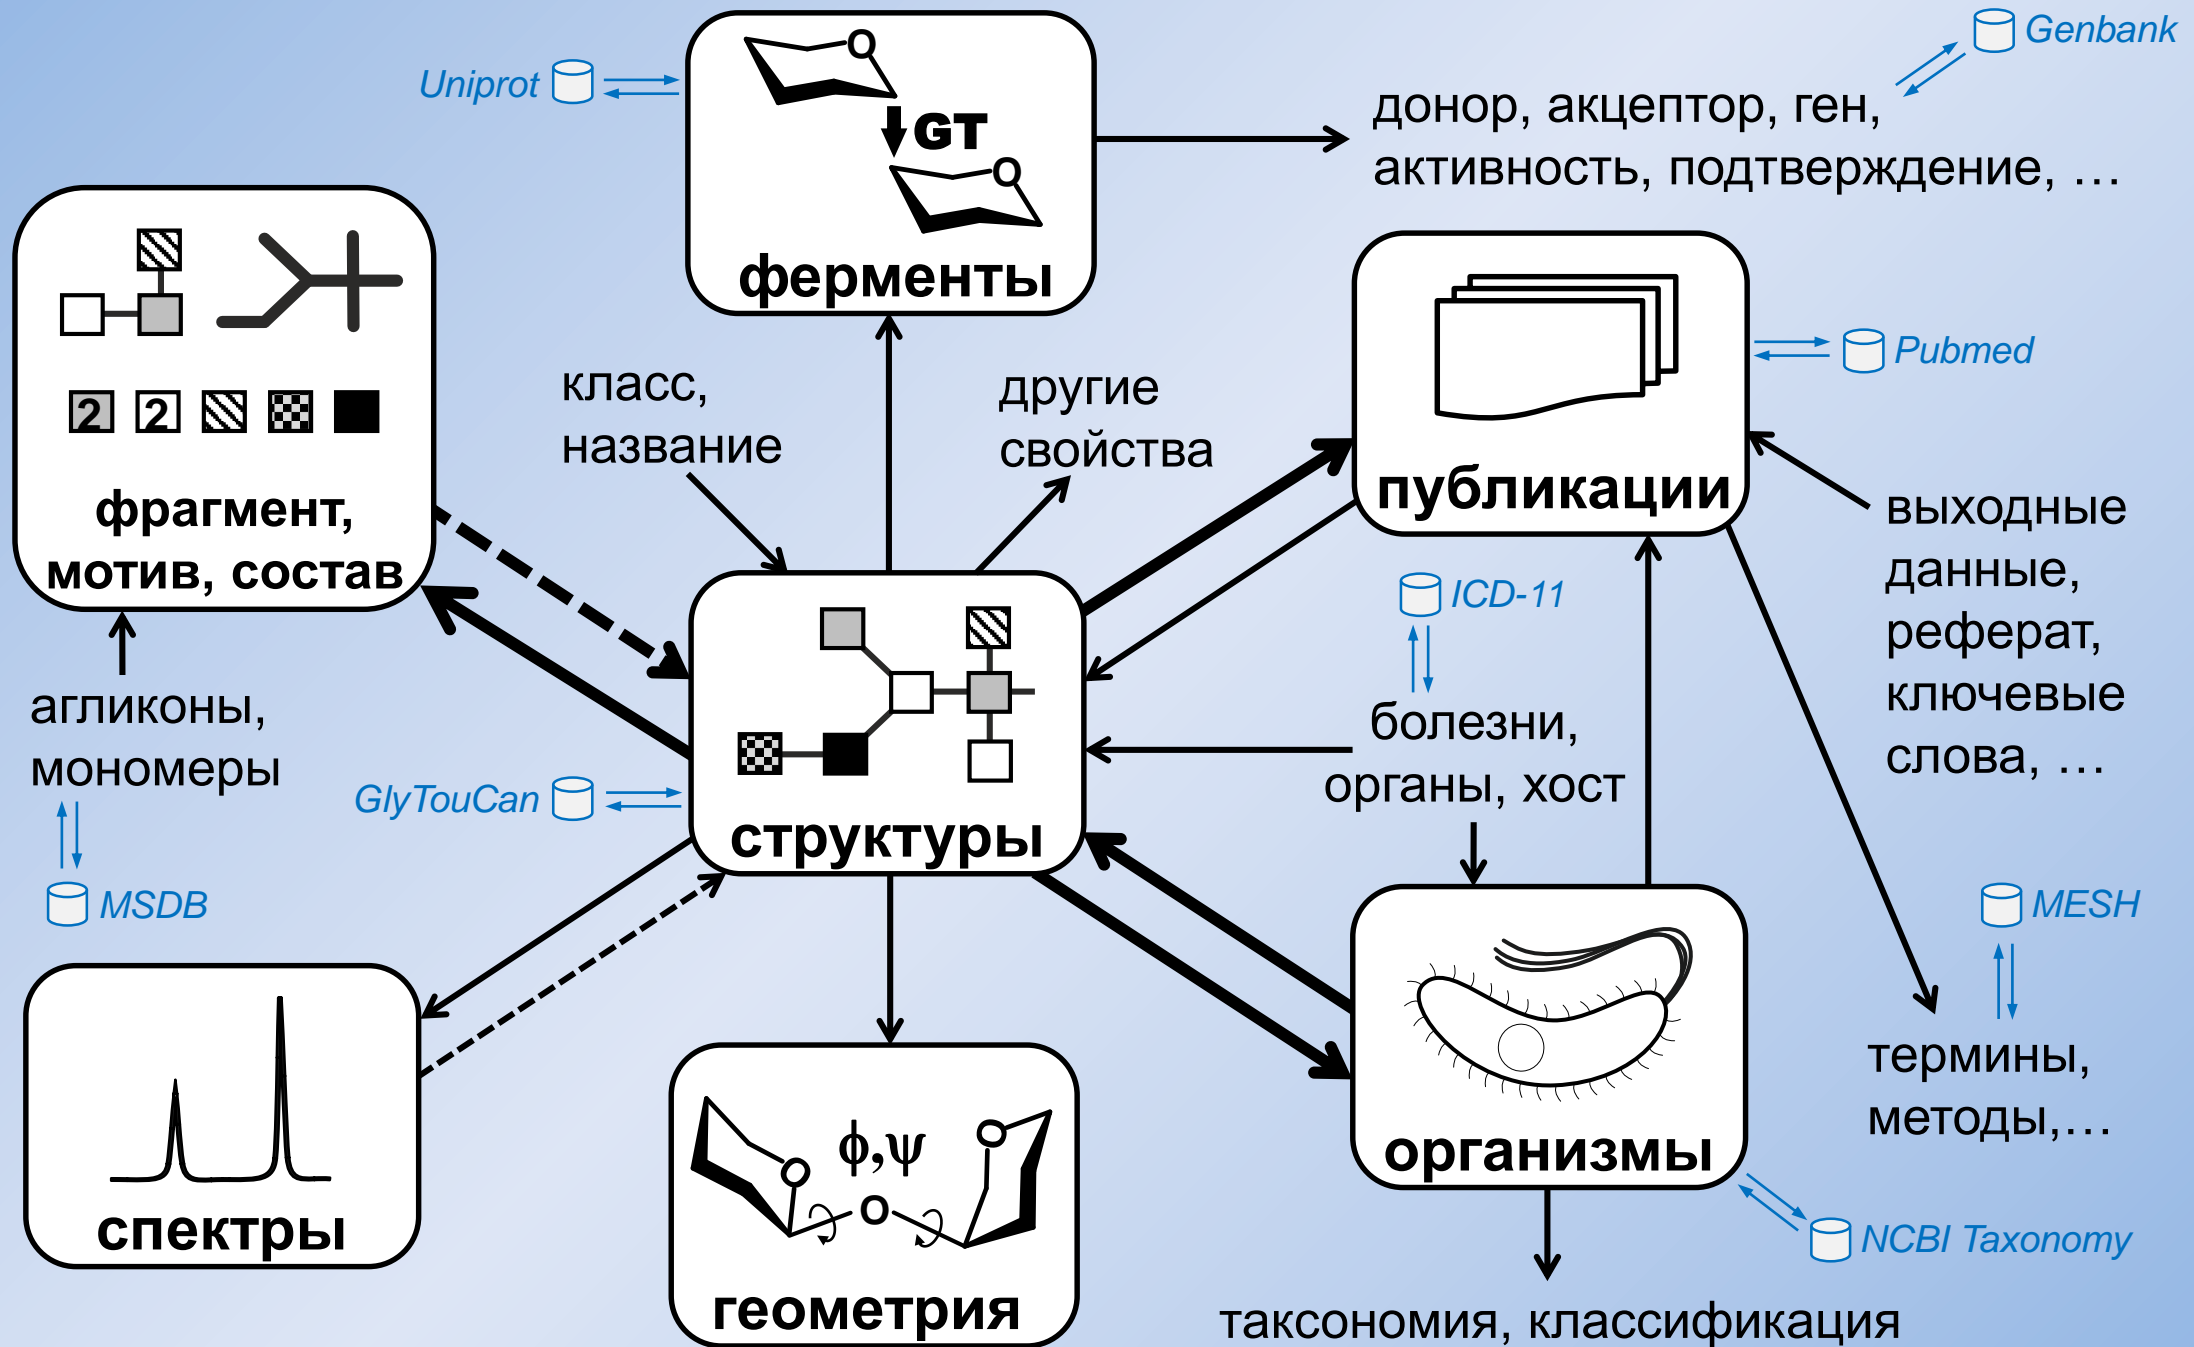 Genbank
Uniprot
O
GT
O
ферменты
донор, акцептор, ген,
активность, подтверждение, …
2 2
фрагмент,
мотив, состав
класс,
название
другие
свойства
публикации
Pubmed
выходные
данные,
реферат,
ключевые
слова, …
ICD-11
болезни,
органы, хост
агликоны,
мономеры
GlyTouCan
структуры
MSDB
MESH
термины,
методы,…
спектры
O
ϕ,ψ
O
O
геометрия
организмы
NCBI Taxonomy
таксономия, классификация